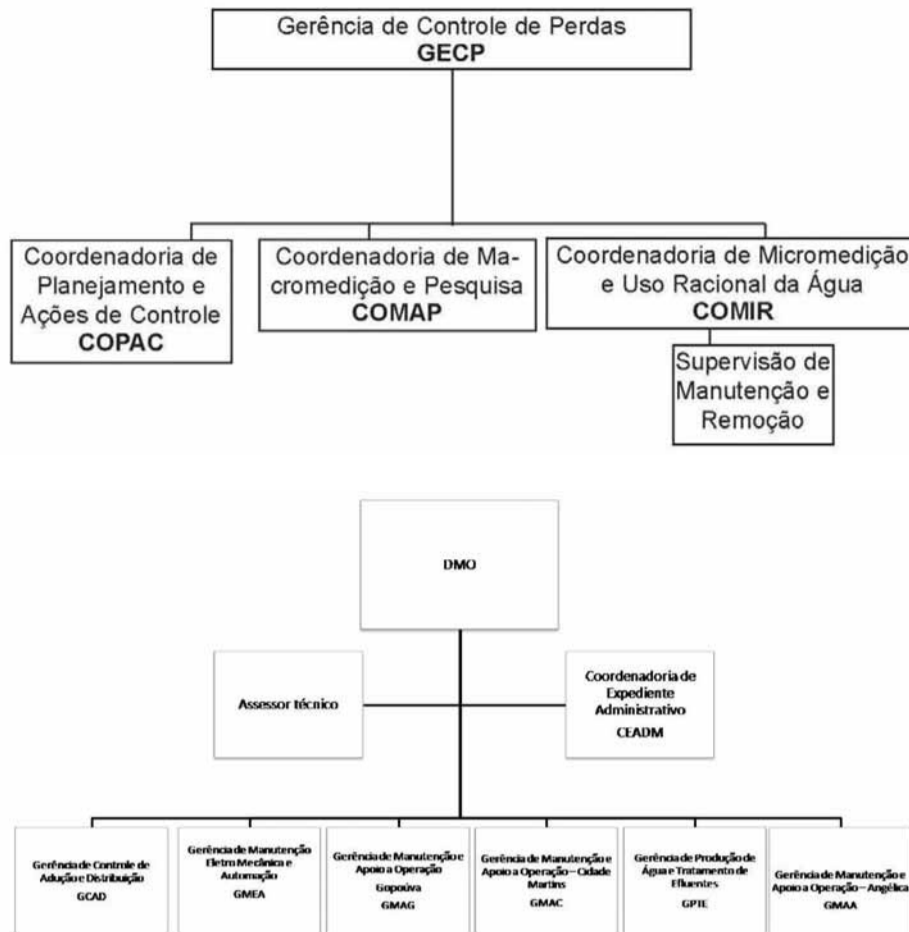 Gerência de Controle de Perdas
GECP
Coordenadoria de
Planejamento e
Ações de Controle
COPAC
Coordenadoria de Ma-
cromedição e Pesquisa
COMAP
Coordenadoria de Micromedição
e Uso Racional da Água
COMIR
Supervisão de
Manutenção e
Remoção
DMO
Assessor técnico
Coordenadoria de
Expediente
Administrativo
CEADM
Gerência de Controle de
Adução e Distribuição
GCAD
Gerência de Manutenção
Eletro Mecânica e
Automação
GMEA
Gerência de Manutenção e
Apoio a Operação
Gopoúva
GMAG
Gerência de Manutenção e
Apoio a Operação – Cidade
Martins
GMAC
Gerência de Produção de
Água e Tratamento de
Efluentes
GPTE
Gerência de Manutenção e
Apoio a Operação – Angélica
GMAA